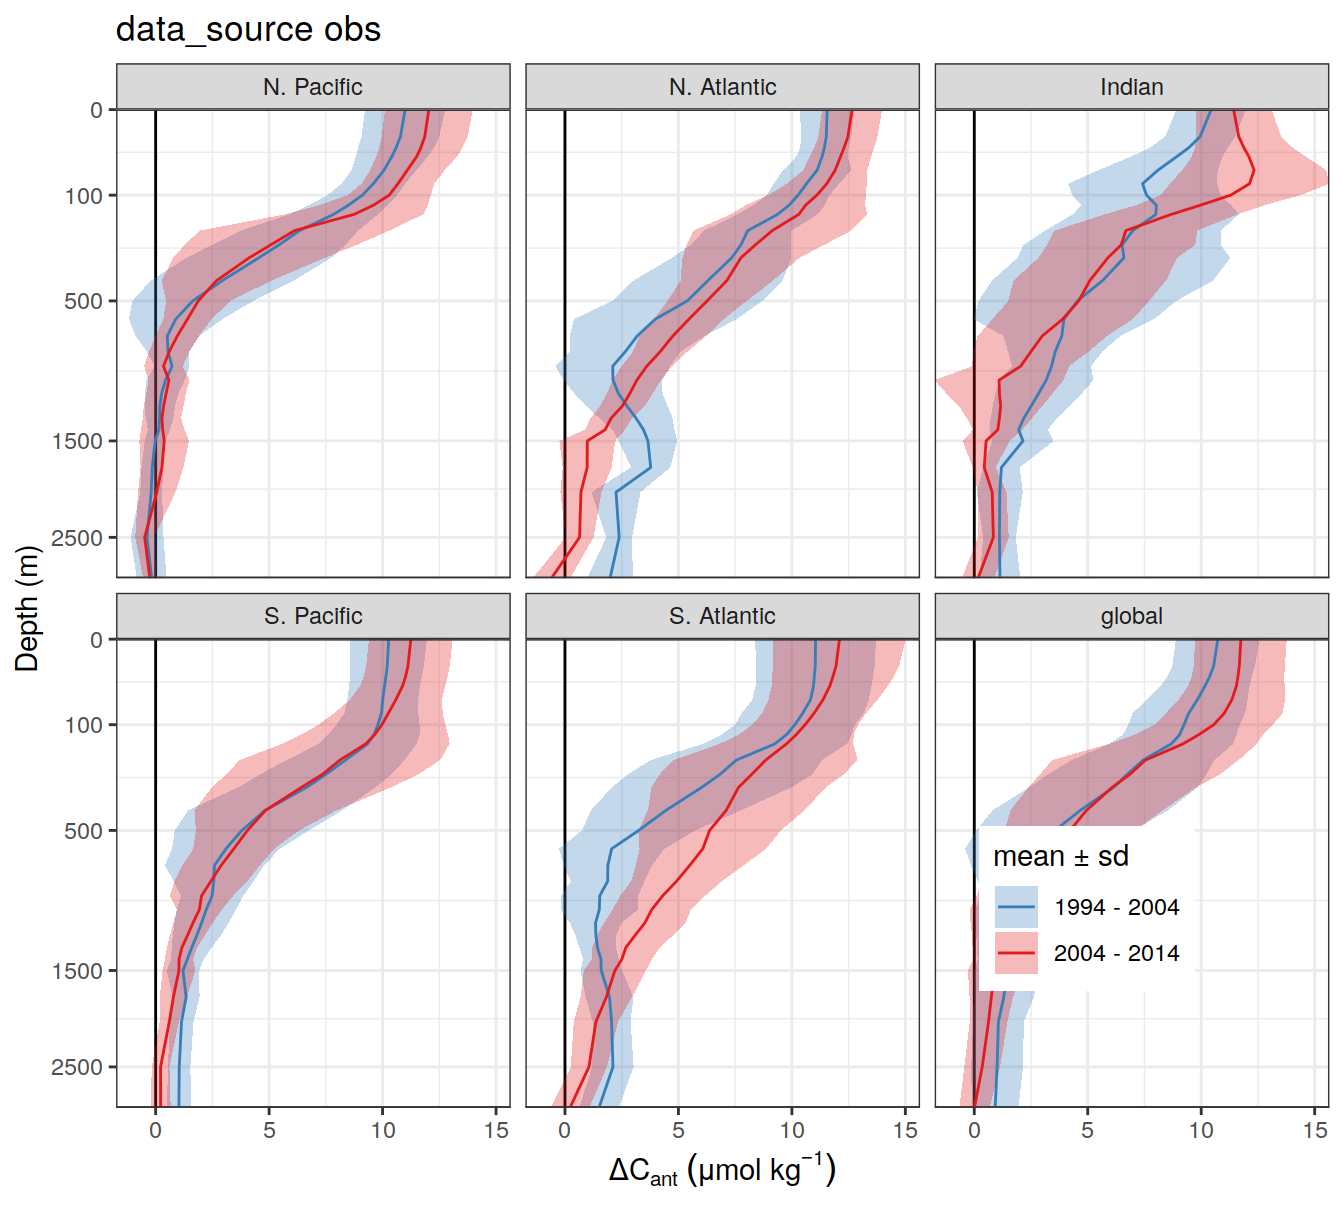 data_source obs
N. Pacific
N. Atlantic
Indian
0
100
500
1500
2500
S. Pacific
S. Atlantic
global
0
100
500
1500
2500
Depth (m)
mean ± sd
1994 - 2004
2004 - 2014
0 5 10 15
0 5 10 15
0 5 10 15
ΔCant (μmol kg−1)